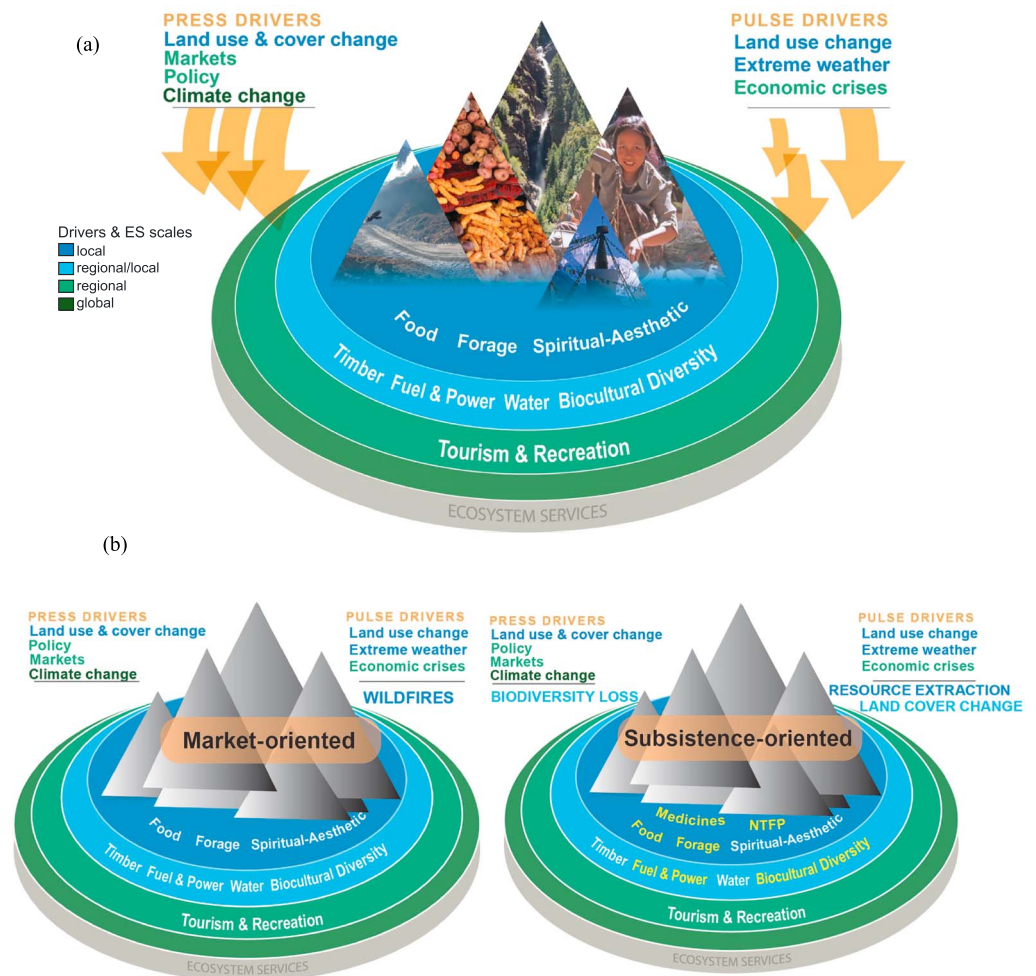 (a)
PRESS DRIVERS
Land use & cover change
Markets
Policy
Climate change
PULSE DRIVERS
Land use change
Extreme weather
Economic crises
Drivers & ES scales
local
regional/local
regional
global
Food Forage Spiritual-Aesthetic
Timber Fuel & Power Water Biocultural Diversity
Tourism & Recreation
ECOSYSTEM SERVICES
(b)
PRESS DRIVERS
Land use & cover change
Policy
Markets
Climate change
PULSE DRIVERS
Land use change
Extreme weather
Economic crises
WILDFIRES
Market-oriented
Food Forage Spiritual-Aesthetic
Timber Fuel & Power Water Biocultural Diversity
Tourism & Recreation
ECOSYSTEM SERVICES
PRESS DRIVERS
Land use & cover change
Policy
Markets
Climate change
BIODIVERSITY LOSS
PULSE DRIVERS
Land use change
Extreme weather
Economic crises
RESOURCE EXTRACTION
LAND COVER CHANGE
Subsistence-oriented
Medicines NTFP
Food Forage Spiritual-Aesthetic
Timber Fuel & Power Water Biocultural Diversity
Tourism & Recreation
ECOSYSTEM SERVICES